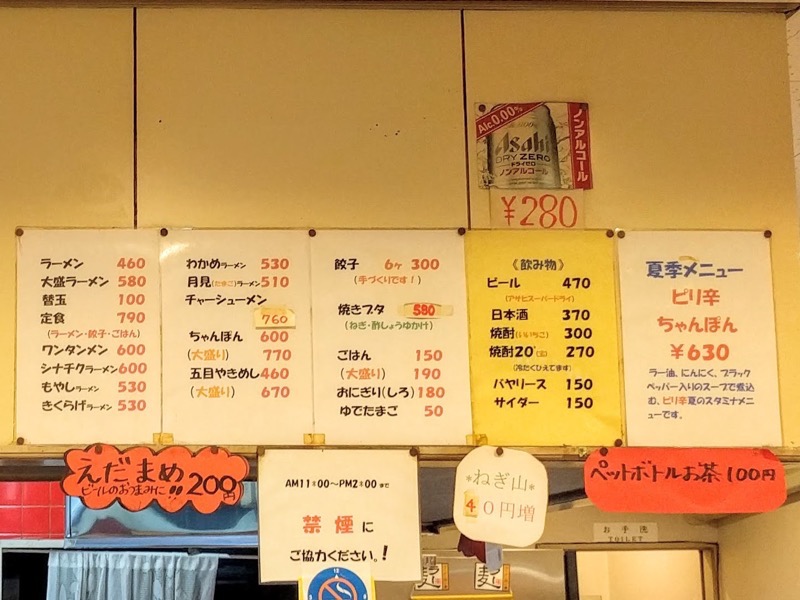 Alc.0.00%
ノンアルコール
Asahi
DRY ZERO
ドライゼロ
ノンアルコール
¥280
ラーメン 460
大盛ラーメン 580
替玉 100
定食 790
(ラーメン・餃子・ごはん)
ワンタンメン 600
シナチクラーメン 600
もやしラーメン 530
きくらげラーメン 530
わかめラーメン 530
月見(たまご)ラーメン 510
チャーシューメン
760
ちゃんぽん 600
(大盛り) 770
五目やきめし 460
(大盛り) 670
餃子 6ヶ 300
(手づくりです!)
焼きブタ 580
(ねぎ・酢しょうゆかけ)
ごはん 150
(大盛り) 190
おにぎり(しろ) 180
ゆでたまご 50
《飲み物》
ビール 470
(アサヒスーパードライ)
日本酒 370
焼酎(いいちこ) 300
焼酎20° 270
(冷たくひえてます)
バヤリース 150
サイダー 150
夏季メニュー
ピリ辛
ちゃんぽん
¥630
ラー油、にんにく、ブラック
ペッパー入りのスープで煮込
む、ピリ辛夏のスタミナメニ
ューです。
えだまめ
ビールのおつまみに!! 200円
AM11:00〜PM2:00まで
禁煙に
ご協力ください。!
*ねぎ山*
40円増
ペットボトルお茶100円
お手洗
TOILET
麺